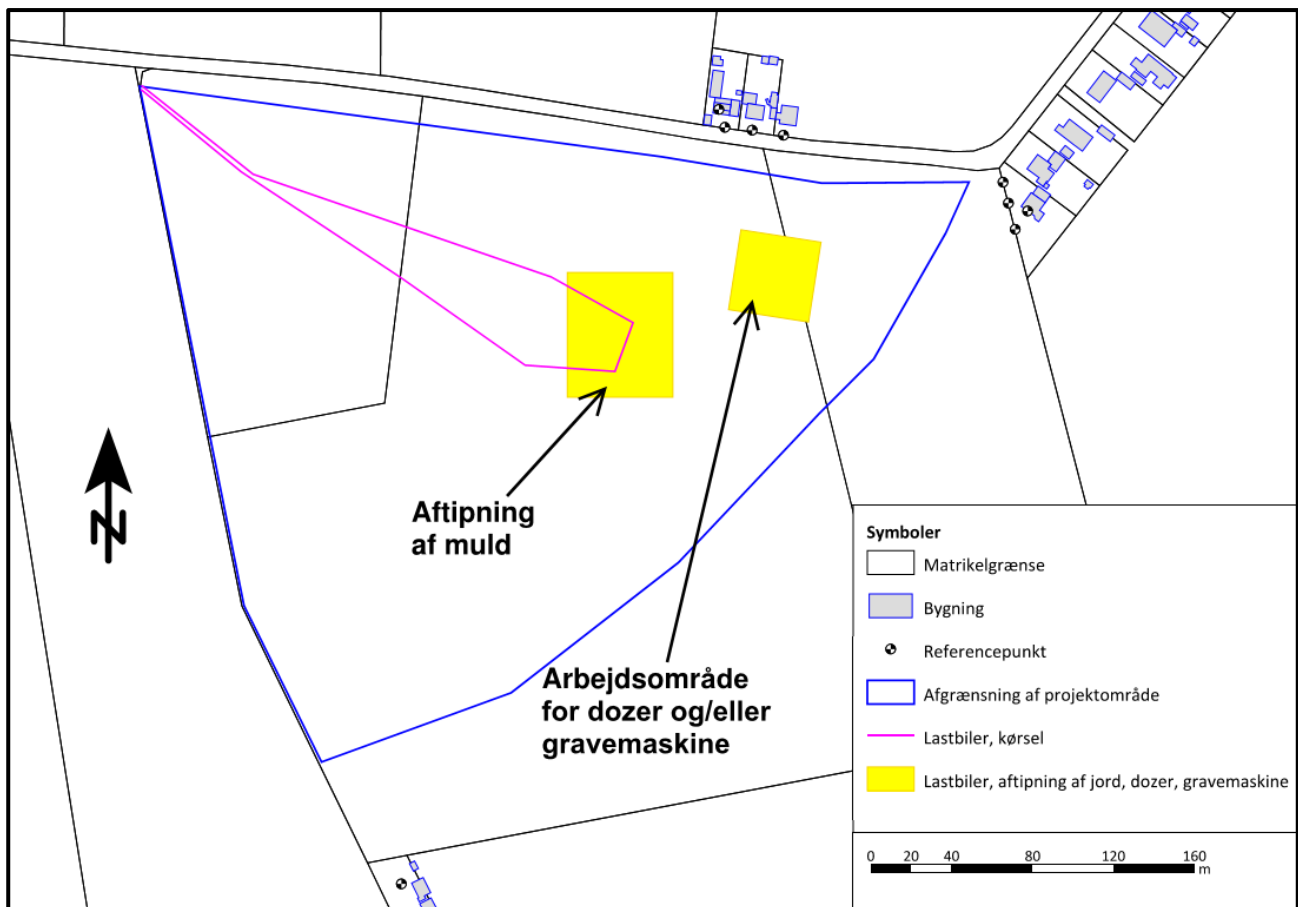 Aftipning
af muld
N
Arbejdsområde
for dozer og/eller
gravemaskine
Symboler
Matrikelgrænse
Bygning
Referencepunkt
Afgrænsning af projektområde
Lastbiler, kørsel
Lastbiler, aftipning af jord, dozer, gravemaskine
0 20 40 80 120 160
m